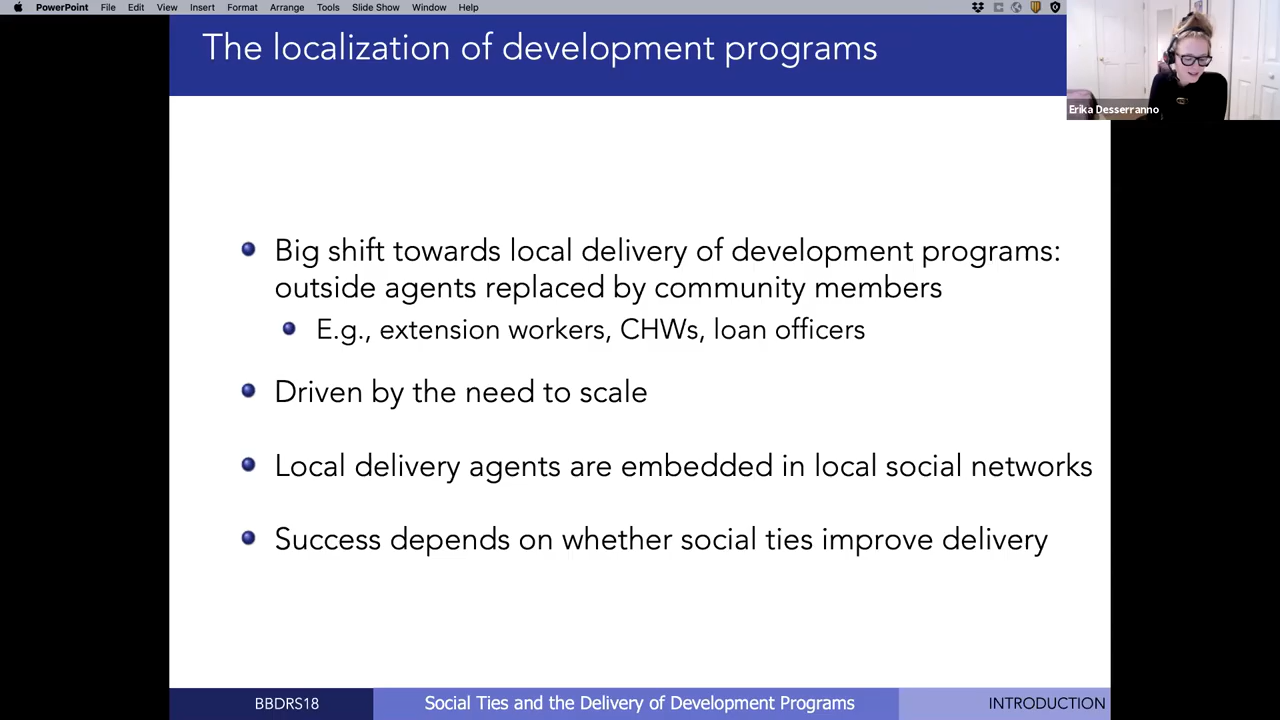 PowerPoint File Edit View Insert Format Arrange Tools Slide Show Window Help
The localization of development programs
Erika Desserranno
Big shift towards local delivery of development programs:
outside agents replaced by community members
E.g., extension workers, CHWs, loan officers
Driven by the need to scale
Local delivery agents are embedded in local social networks
Success depends on whether social ties improve delivery
BBDRS18 Social Ties and the Delivery of Development Programs INTRODUCTION